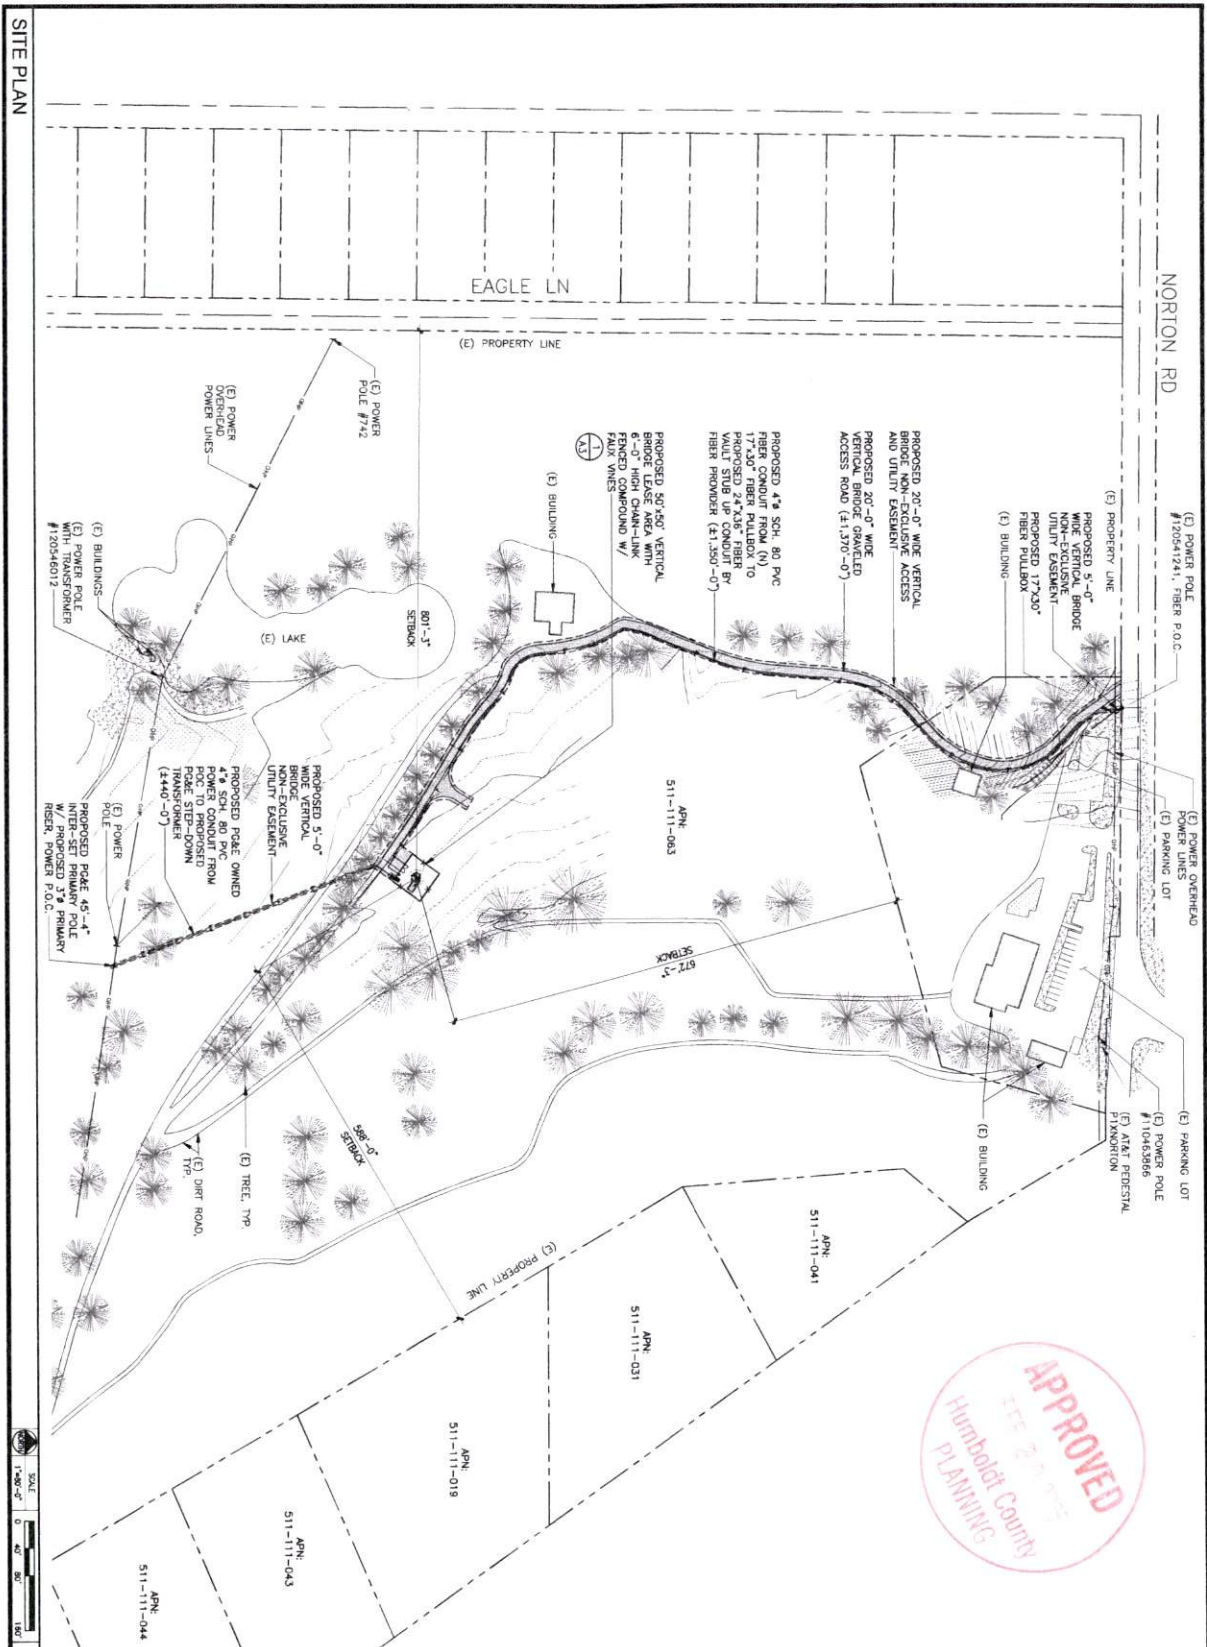 SITE PLAN
NORTON RD
EAGLE LN
(E) PROPERTY LINE
(E) POWER
POLE #742
(E) POWER
OVERHEAD
POWER LINES
(E) BUILDINGS
(E) POWER POLE
WITH TRANSFORMER
#120546012
(E) LAKE
801'-3"
SETBACK
(E) BUILDING
PROPOSED 50'x50' VERTICAL
BRIDGE LEASE AREA WITH
6'-0" HIGH CHAIN-LINK
FENCED COMPOUND W/
FAUX VINES
1
A3
PROPOSED 4"ø SCH. 80 PVC
FIBER CONDUIT FROM (N)
17"x30" FIBER PULLBOX TO
PROPOSED 24"X36" FIBER
VAULT STUB UP CONDUIT BY
FIBER PROVIDER (±1,350'-0")
PROPOSED 20'-0" WIDE
VERTICAL BRIDGE GRAVELED
ACCESS ROAD (±1,370'-0")
PROPOSED 20'-0" WIDE VERTICAL
BRIDGE NON-EXCLUSIVE ACCESS
AND UTILITY EASEMENT
(E) BUILDING
PROPOSED 17"X30"
FIBER PULLBOX
PROPOSED 5'-0"
WIDE VERTICAL BRIDGE
NON-EXCLUSIVE
UTILITY EASEMENT
(E) PROPERTY LINE
(E) POWER POLE
#120541241, FIBER P.O.C.
(E) POWER OVERHEAD
POWER LINES
(E) PARKING LOT
(E) PARKING LOT
(E) POWER POLE
#110463866
(E) AT&T PEDESTAL
P1XNORTON
(E) BUILDING
APN:
511-111-063
672'-3"
SETBACK
PROPOSED 5'-0"
WIDE VERTICAL
BRIDGE
NON-EXCLUSIVE
UTILITY EASEMENT
PROPOSED PG&E OWNED
4"ø SCH. 80 PVC
POWER CONDUIT FROM
POC TO PROPOSED
PG&E STEP-DOWN
TRANSFORMER
(±440'-0")
(E) POWER
POLE
PROPOSED PG&E 45'-4"
INTER-SET PRIMARY POLE
W/ PROPOSED 3"ø PRIMARY
RISER, POWER P.O.C.
588'-0"
SETBACK
(E) TREE, TYP.
(E) DIRT ROAD,
TYP.
(E) PROPERTY LINE
APN:
511-111-041
APN:
511-111-031
APN:
511-111-019
APN:
511-111-043
APN:
511-111-044
APPROVED
Humboldt County
PLANNING
NORTH
SCALE
1"=80'-0"
0 40' 80' 160'